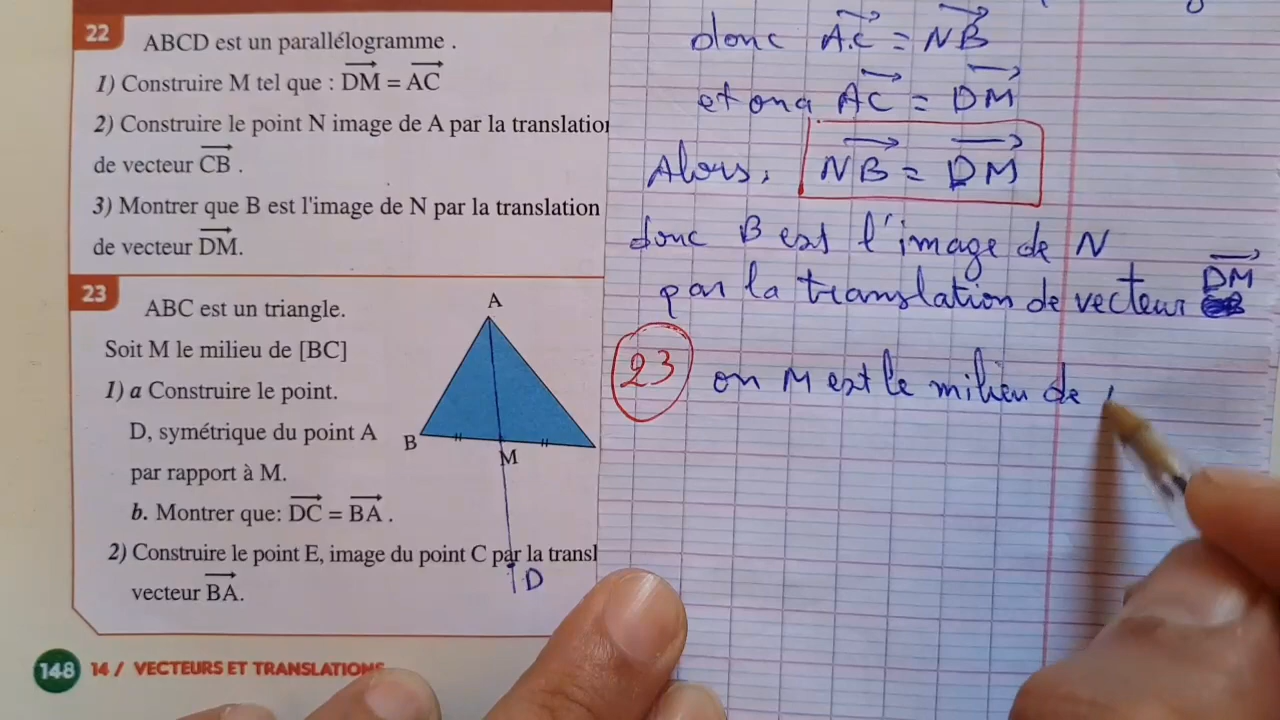 22
ABCD est un parallélogramme .
1) Construire M tel que : DM = AC
2) Construire le point N image de A par la translation
de vecteur CB .
3) Montrer que B est l'image de N par la translation
de vecteur DM.
23
ABC est un triangle.
Soit M le milieu de [BC]
1) a Construire le point.
D, symétrique du point A
par rapport à M.
b. Montrer que: DC = BA .
2) Construire le point E, image du point C par la transl
vecteur BA.
A
B
M
D
148 14 / VECTEURS ET TRANSLATIONS
donc AC = NB
et on a AC = DM
Alors, NB = DM
donc B est l'image de N
par la translation de vecteur DM
23 on M est le milieu de